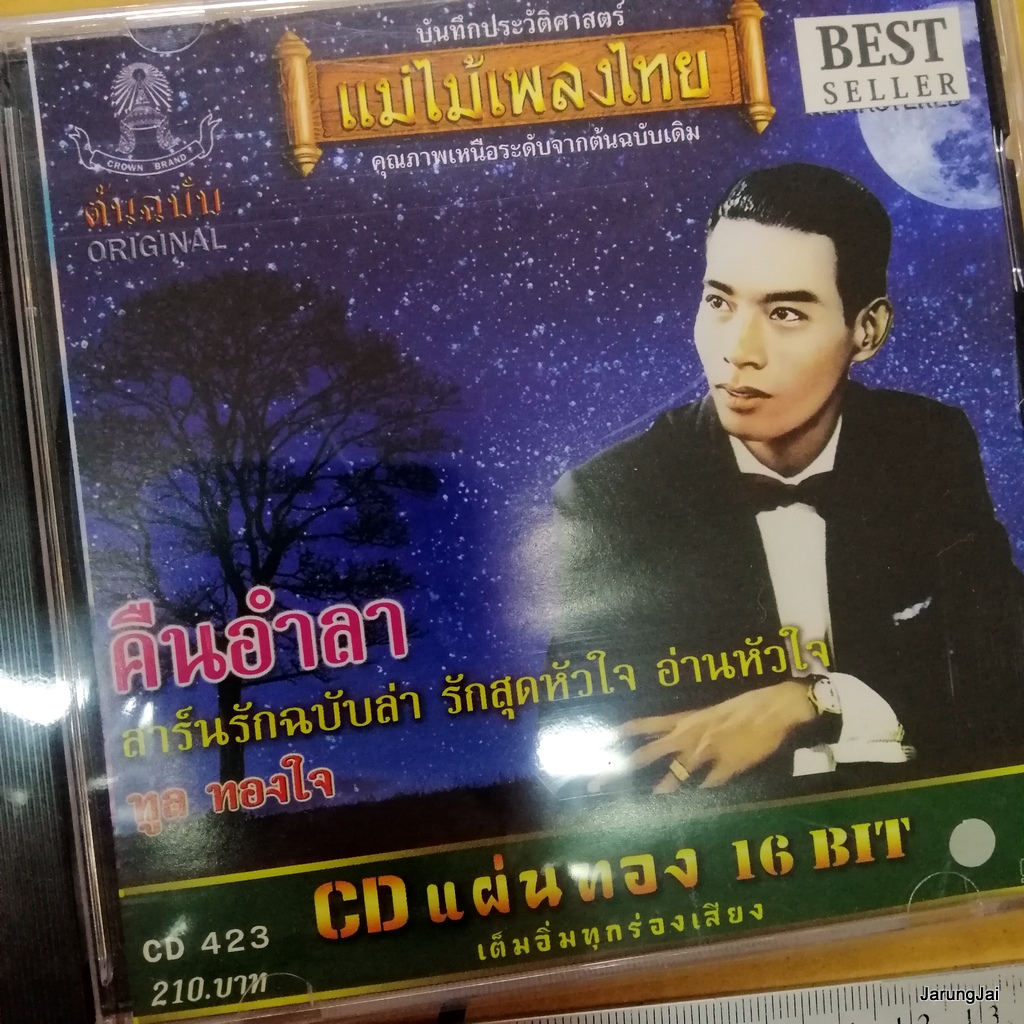 บันทึกประวัติศาสตร์
แม่ไม้เพลงไทย
คุณภาพเหนือระดับจากต้นฉบับเดิม
BEST
SELLER
REMASTERED
CROWN BRAND
ต้นฉบับ
ORIGINAL
คืนอำลา
สาร์นรักฉบับล่า รักสุดหัวใจ อ่านหัวใจ
ทูล ทองใจ
CD แผ่นทอง 16 BIT
เต็มอิ่มทุกร่องเสียง
CD 423
210.บาท
12 13
JarungJai